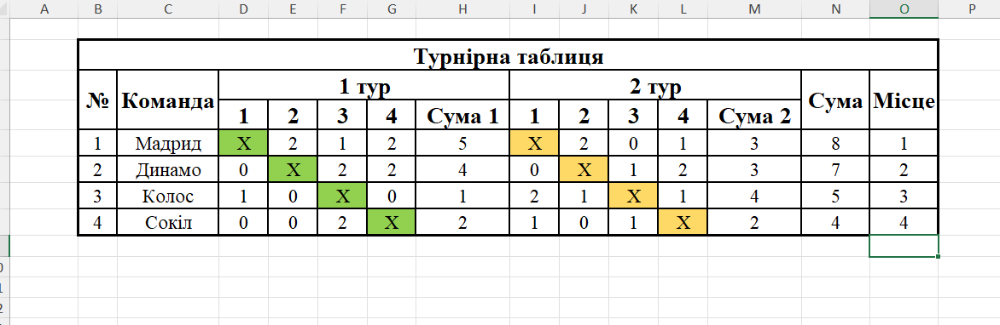 A B C D E F G H I J K L M N O P
Турнірна таблиця
№ Команда 1 тур 2 тур Сума Місце
1 2 3 4 Сума 1 1 2 3 4 Сума 2
1 Мадрид X 2 1 2 5 X 2 0 1 3 8 1
2 Динамо 0 X 2 2 4 0 X 1 2 3 7 2
3 Колос 1 0 X 0 1 2 1 X 1 4 5 3
4 Сокіл 0 0 2 X 2 1 0 1 X 2 4 4